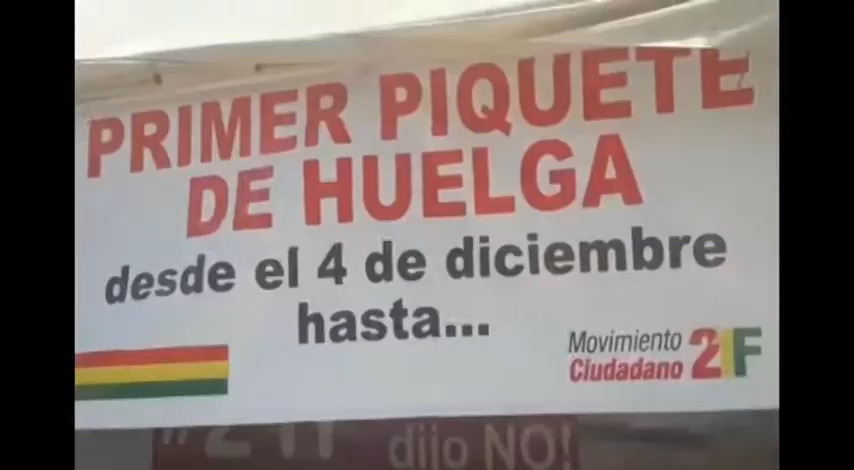 PRIMER PIQUETE
DE HUELGA
desde el 4 de diciembre
hasta...
Movimiento
Ciudadano 21F
#21F dijo NO!